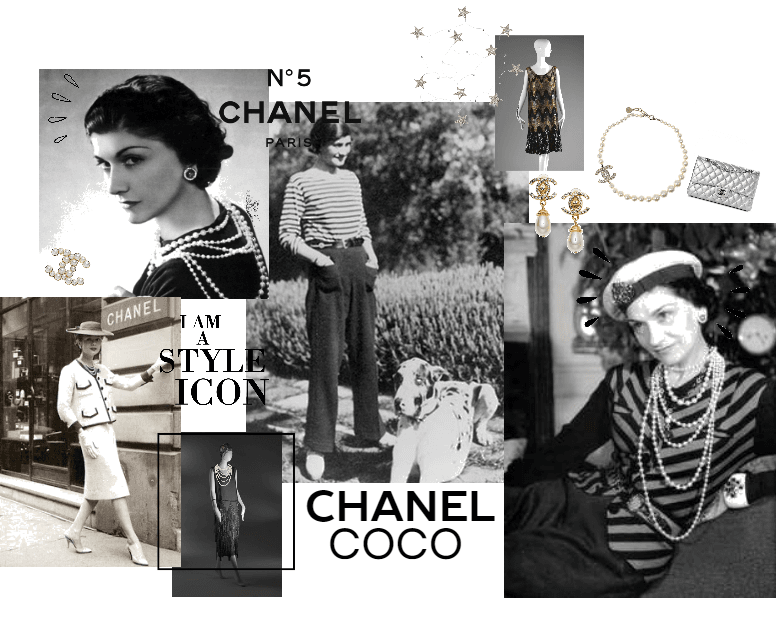 N°5
CHANEL
PARIS
CHANEL
I AM
A
STYLE
ICON
CHANEL
COCO